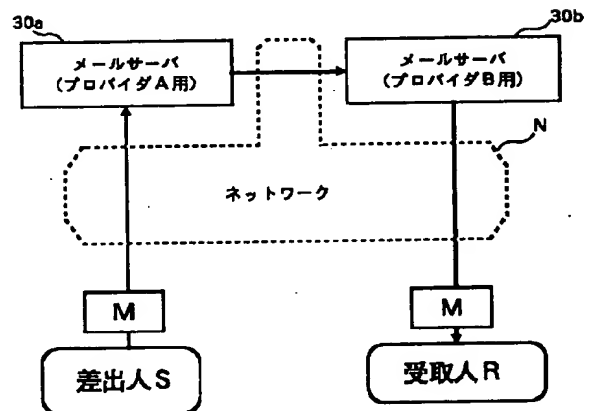 30a
30b
メールサーバ
(プロバイダA用)
メールサーバ
(プロバイダB用)
N
ネットワーク
M
M
差出人S
受取人R